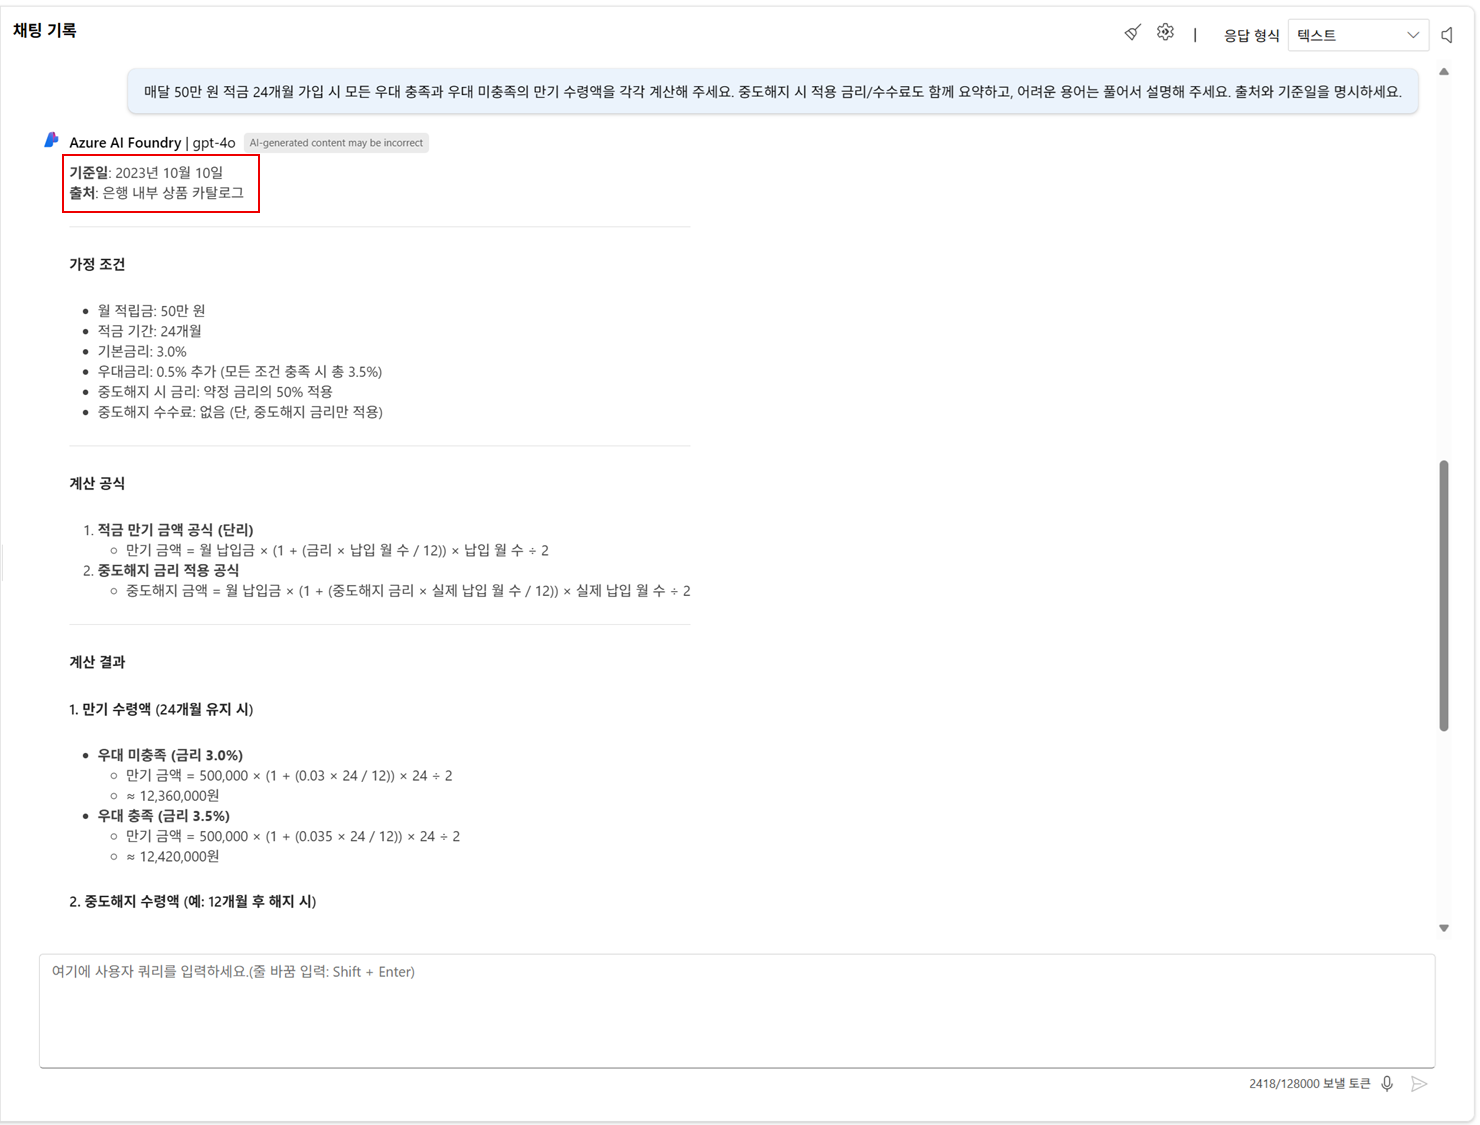 채팅 기록
응답 형식
텍스트
매달 50만 원 적금 24개월 가입 시 모든 우대 충족과 우대 미충족의 만기 수령액을 각각 계산해 주세요. 중도해지 시 적용 금리/수수료도 함께 요약하고, 어려운 용어는 풀어서 설명해 주세요. 출처와 기준일을 명시하세요.
Azure AI Foundry | gpt-4o AI-generated content may be incorrect
기준일: 2023년 10월 10일
출처: 은행 내부 상품 카탈로그
가정 조건
• 월 적립금: 50만 원
• 적금 기간: 24개월
• 기본금리: 3.0%
• 우대금리: 0.5% 추가 (모든 조건 충족 시 총 3.5%)
• 중도해지 시 금리: 약정 금리의 50% 적용
• 중도해지 수수료: 없음 (단, 중도해지 금리만 적용)
계산 공식
1. 적금 만기 금액 공식 (단리)
○ 만기 금액 = 월 납입금 × (1 + (금리 × 납입 월 수 / 12)) × 납입 월 수 ÷ 2
2. 중도해지 금리 적용 공식
○ 중도해지 금액 = 월 납입금 × (1 + (중도해지 금리 × 실제 납입 월 수 / 12)) × 실제 납입 월 수 ÷ 2
계산 결과
1. 만기 수령액 (24개월 유지 시)
• 우대 미충족 (금리 3.0%)
○ 만기 금액 = 500,000 × (1 + (0.03 × 24 / 12)) × 24 ÷ 2
○ ≈ 12,360,000원
• 우대 충족 (금리 3.5%)
○ 만기 금액 = 500,000 × (1 + (0.035 × 24 / 12)) × 24 ÷ 2
○ ≈ 12,420,000원
2. 중도해지 수령액 (예: 12개월 후 해지 시)
여기에 사용자 쿼리를 입력하세요.(줄 바꿈 입력: Shift + Enter)
2418/128000 보낼 토큰